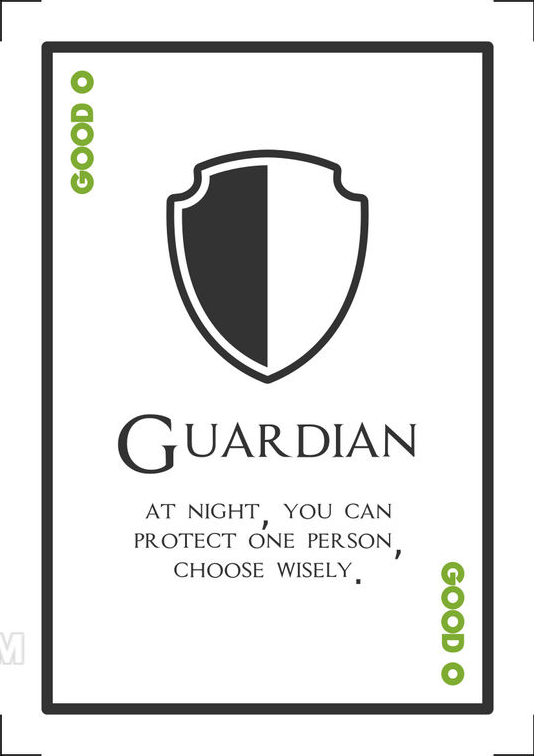 GOOD O
GUARDIAN
AT NIGHT, YOU CAN
PROTECT ONE PERSON,
CHOOSE WISELY.
GOOD O
M